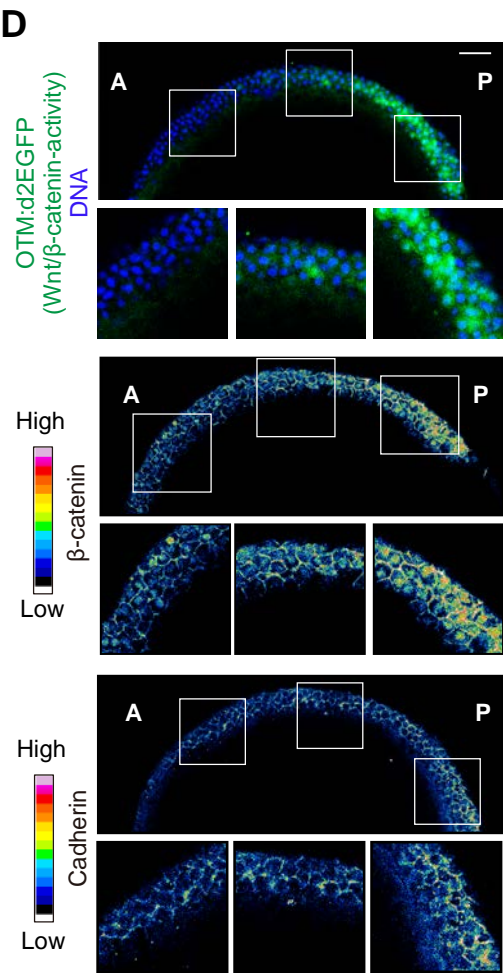 D
OTM:d2EGFP
(Wnt/β-catenin-activity)
DNA
A
P
High
β-catenin
Low
A
P
High
Cadherin
Low
A
P